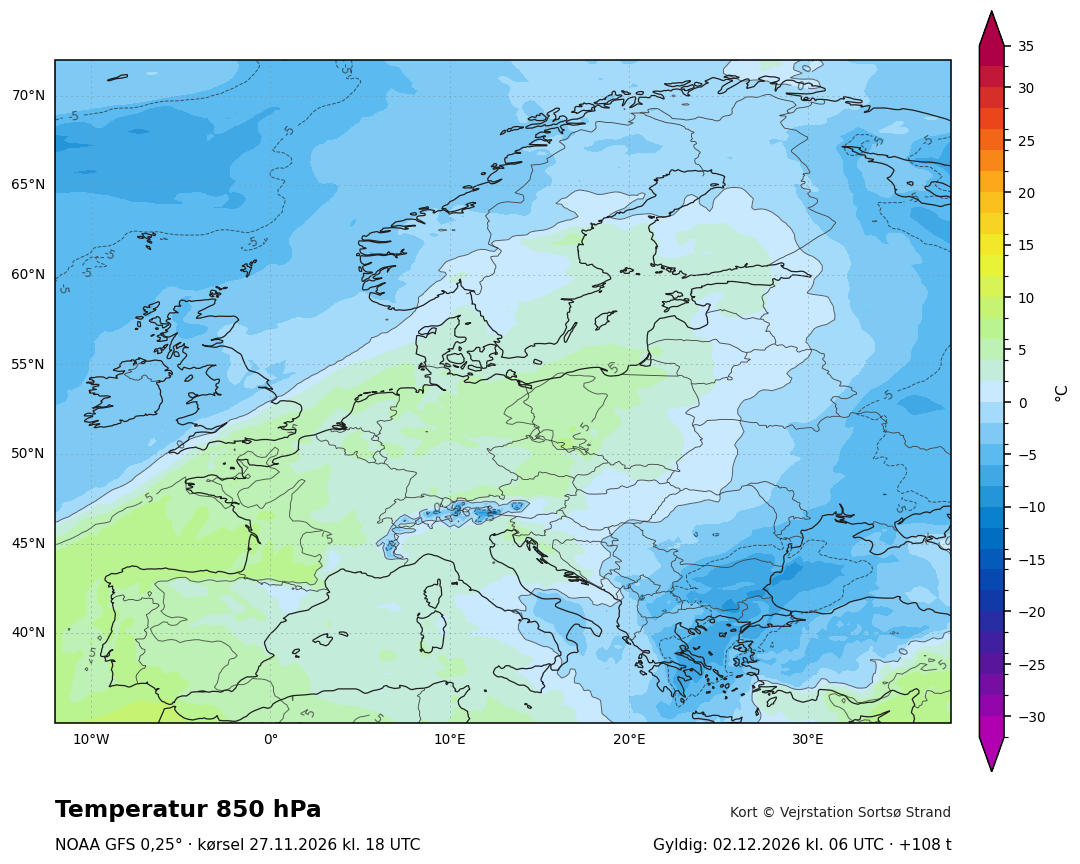 70°N
65°N
60°N
55°N
50°N
45°N
40°N
10°W 0° 10°E 20°E 30°E
35
30
25
20
15
10
5
0
−5
−10
−15
−20
−25
−30
°C
Temperatur 850 hPa
Kort © Vejrstation Sortsø Strand
NOAA GFS 0,25° · kørsel 27.11.2026 kl. 18 UTC
Gyldig: 02.12.2026 kl. 06 UTC · +108 t